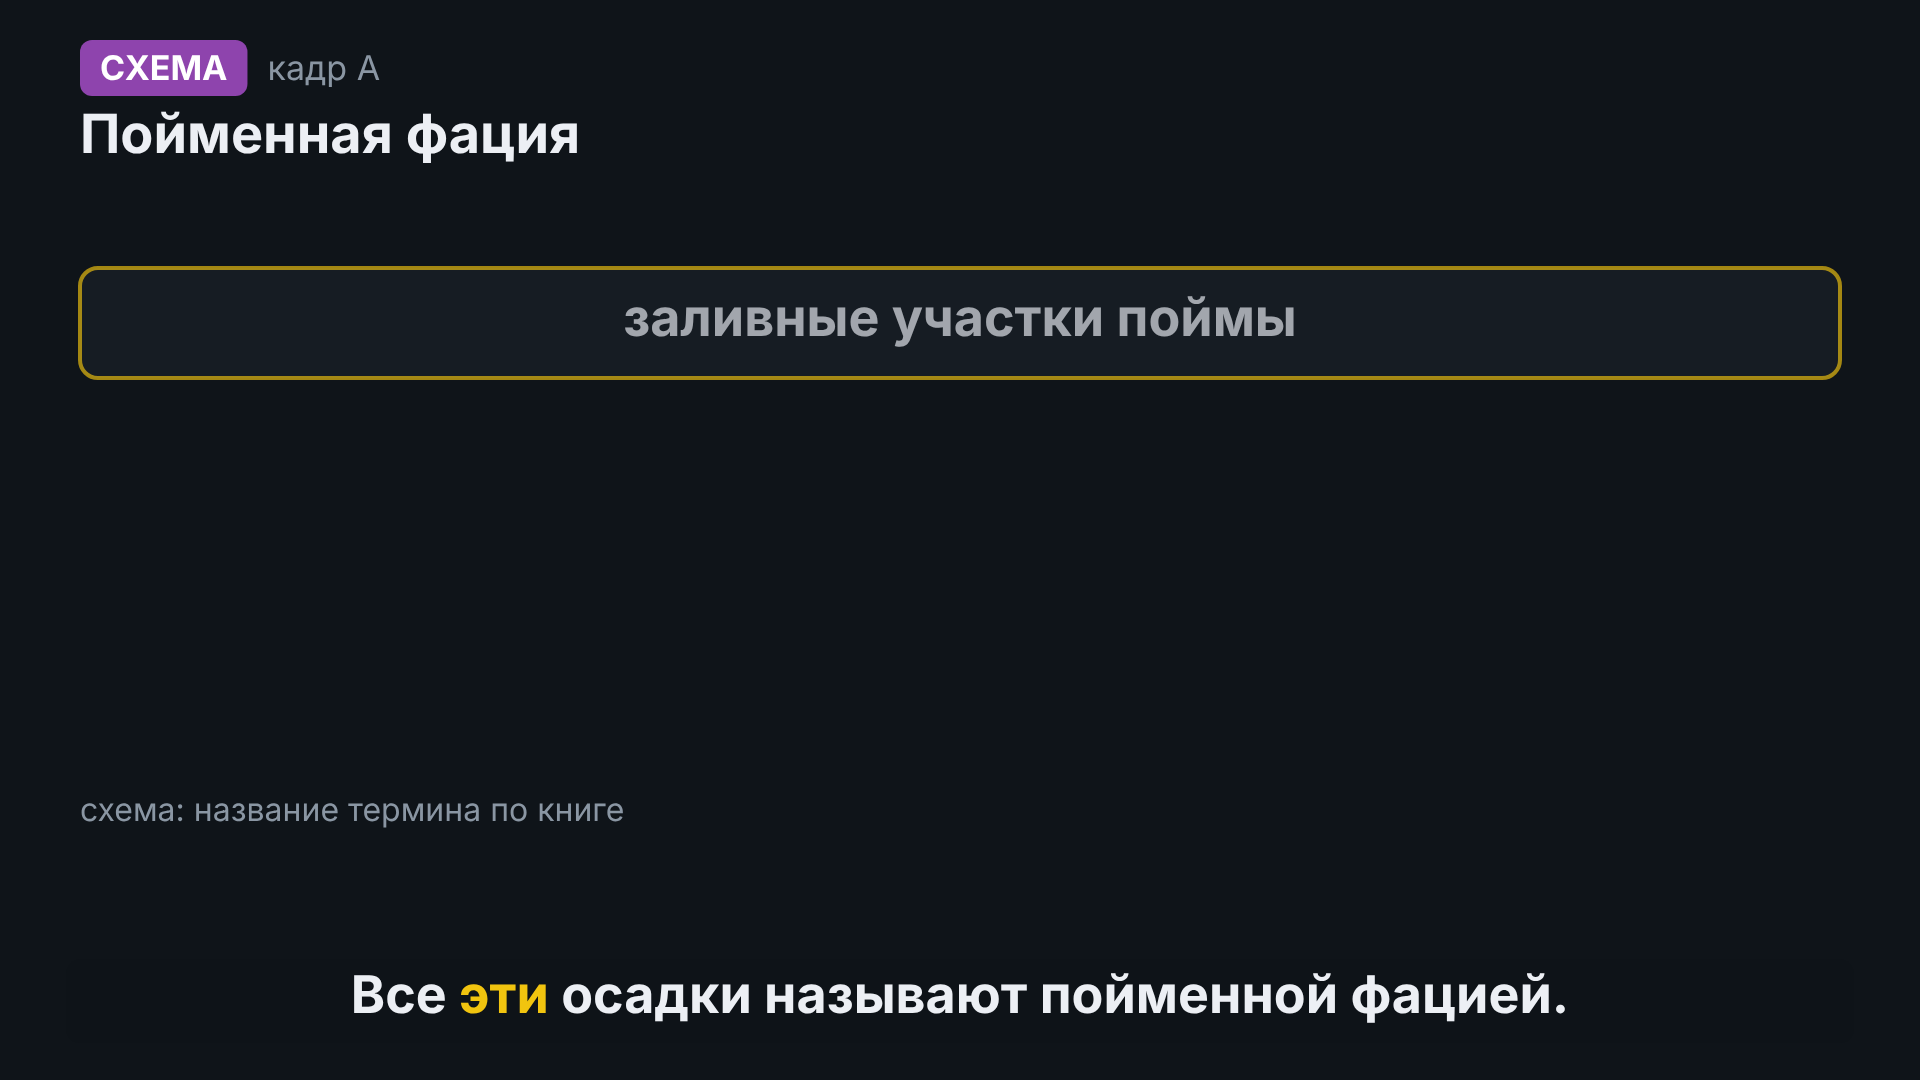 СХЕМА кадр А
Пойменная фация
заливные участки поймы
схема: название термина по книге
Все эти осадки называют пойменной фацией.